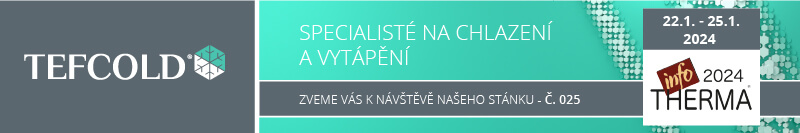 TEFCOLD®
SPECIALISTÉ NA CHLAZENÍ
A VYTÁPĚNÍ
ZVEME VÁS K NÁVŠTĚVĚ NAŠEHO STÁNKU - Č. 025
22.1. - 25.1.
2024
info 2024
THERMA®